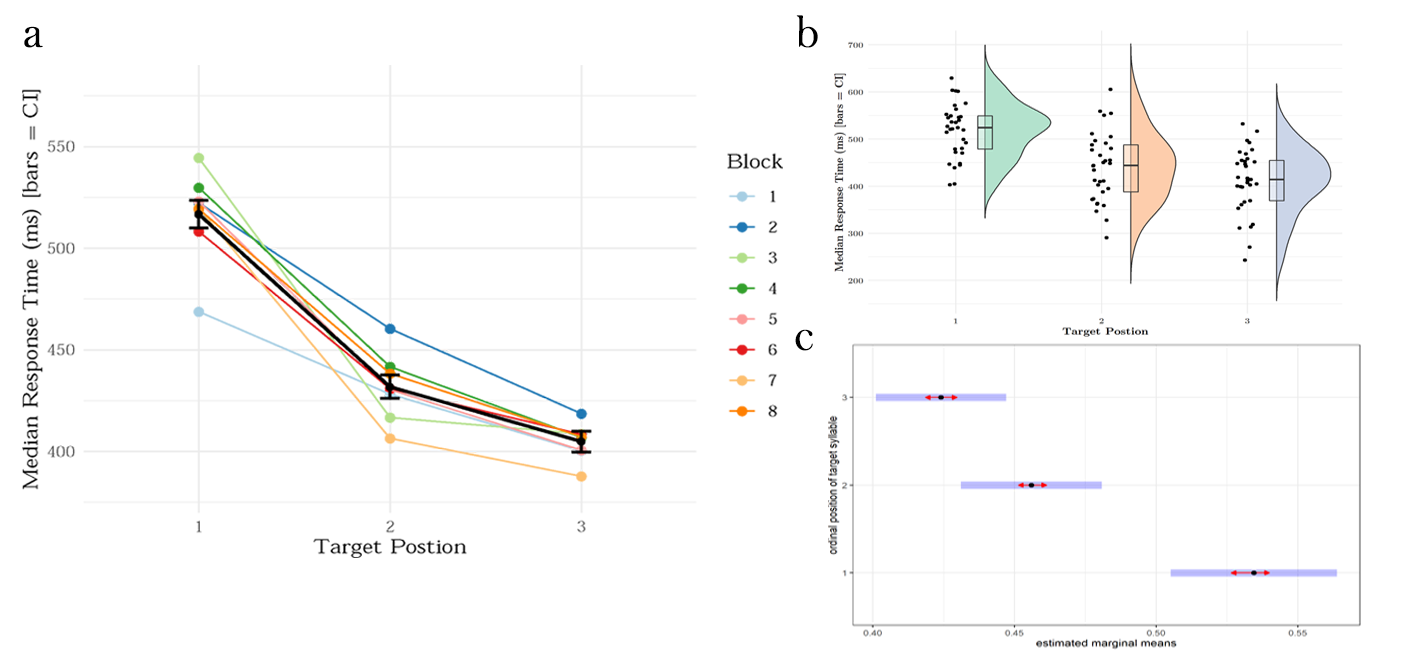 a
Median Response Time (ms) [bars = CI]
550
500
450
400
1 2 3
Target Postion
Block
1
2
3
4
5
6
7
8
b
Median Response Time (ms) [bars = CI]
700
600
500
400
300
200
1 2 3
Target Postion
c
ordinal position of target syllable
3
2
1
0.40 0.45 0.50 0.55
estimated marginal means